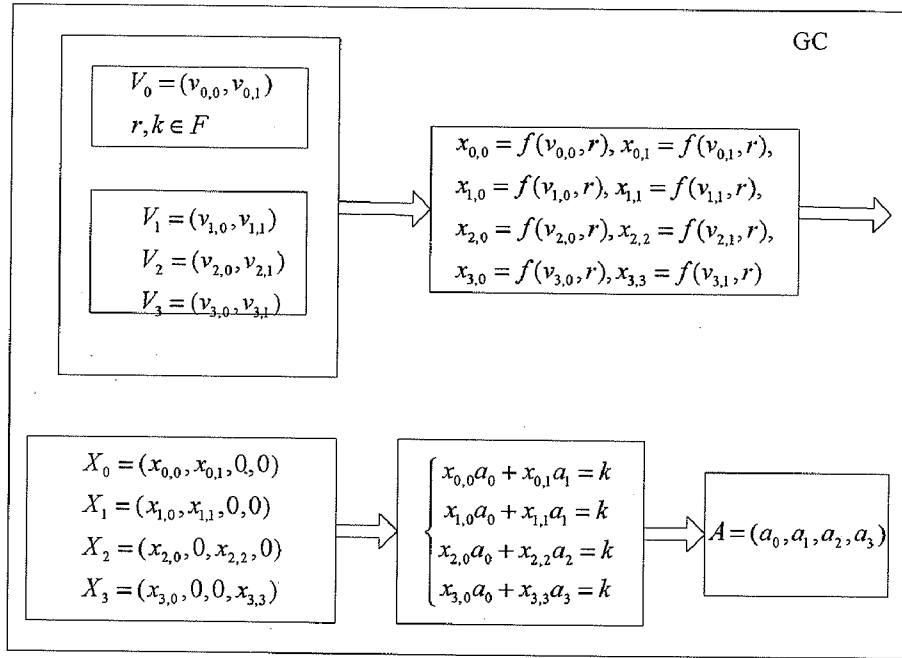 GC
V_0 = (v_{0,0}, v_{0,1})
r, k ∈ F
V_1 = (v_{1,0}, v_{1,1})
V_2 = (v_{2,0}, v_{2,1})
V_3 = (v_{3,0}, v_{3,1})
x_{0,0} = f(v_{0,0}, r), x_{0,1} = f(v_{0,1}, r),
x_{1,0} = f(v_{1,0}, r), x_{1,1} = f(v_{1,1}, r),
x_{2,0} = f(v_{2,0}, r), x_{2,2} = f(v_{2,1}, r),
x_{3,0} = f(v_{3,0}, r), x_{3,3} = f(v_{3,1}, r)
X_0 = (x_{0,0}, x_{0,1}, 0, 0)
X_1 = (x_{1,0}, x_{1,1}, 0, 0)
X_2 = (x_{2,0}, 0, x_{2,2}, 0)
X_3 = (x_{3,0}, 0, 0, x_{3,3})
x_{0,0}a_0 + x_{0,1}a_1 = k
x_{1,0}a_0 + x_{1,1}a_1 = k
x_{2,0}a_0 + x_{2,2}a_2 = k
x_{3,0}a_0 + x_{3,3}a_3 = k
A = (a_0, a_1, a_2, a_3)